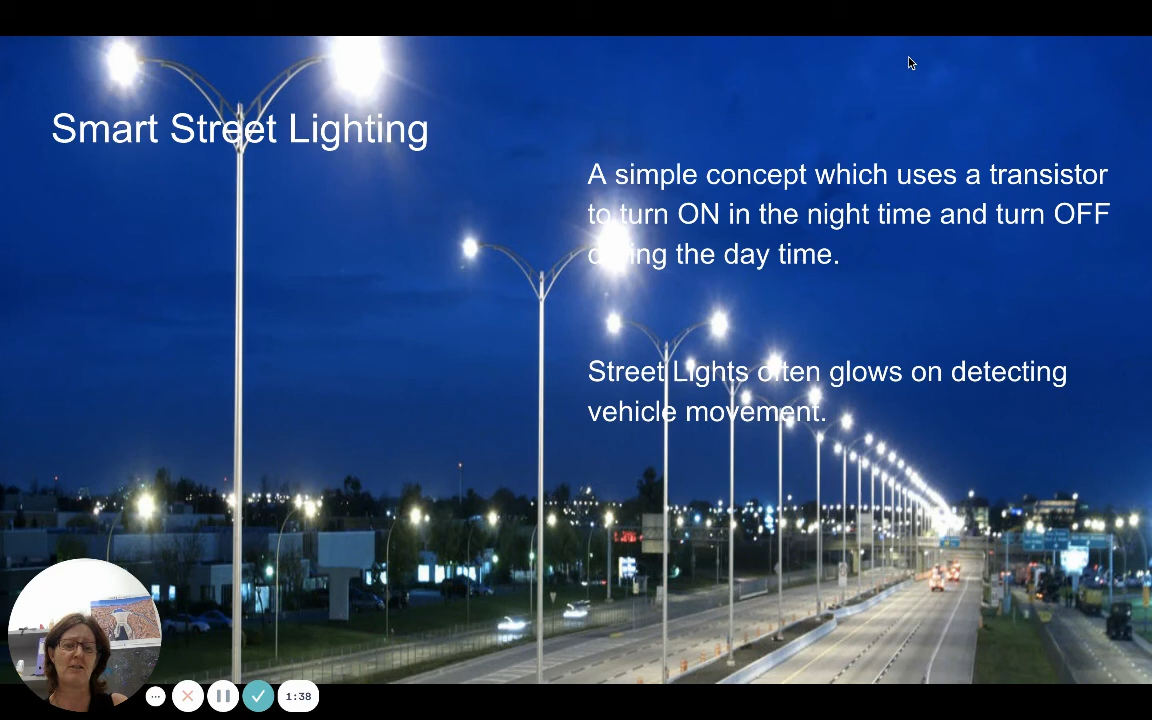 Smart Street Lighting
A simple concept which uses a transistor
to turn ON in the night time and turn OFF
during the day time.
Street Lights often glows on detecting
vehicle movement.
1:38